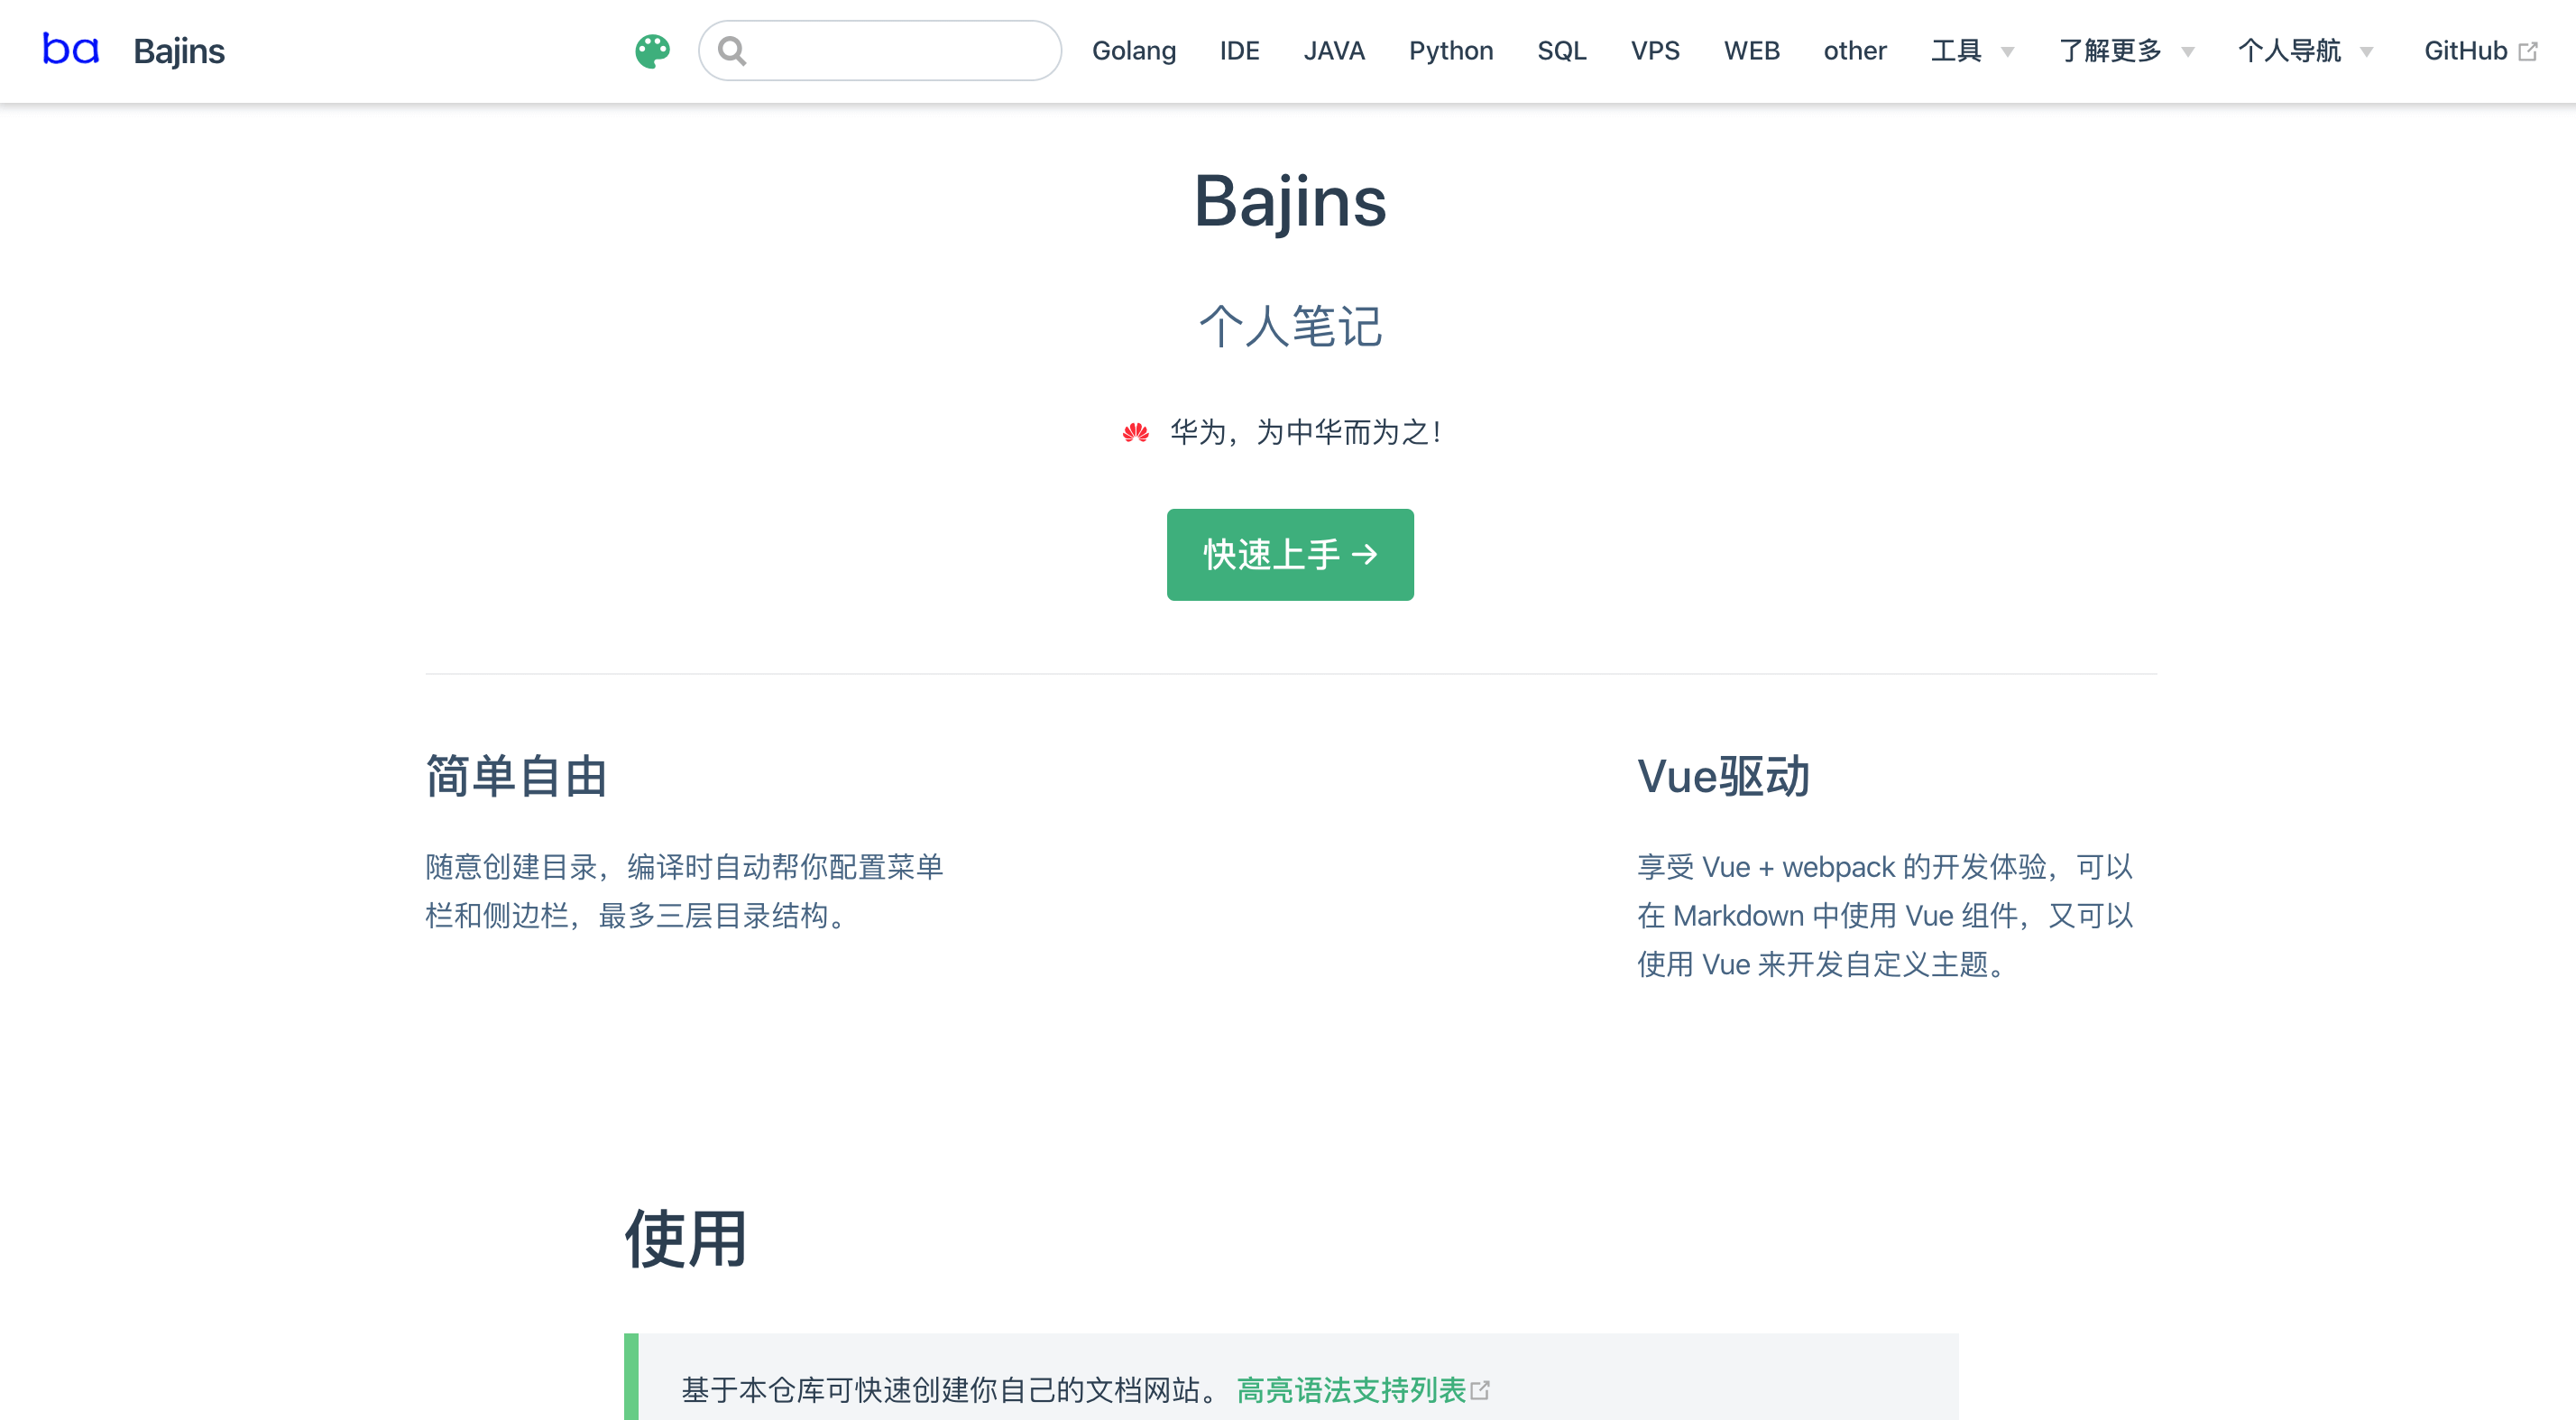 ba Bajins Golang IDE JAVA Python SQL VPS WEB other 工具 了解更多 个人导航 GitHub
Bajins
个人笔记
华为，为中华而为之！
快速上手 →
简单自由
随意创建目录，编译时自动帮你配置菜单
栏和侧边栏，最多三层目录结构。
Vue驱动
享受 Vue + webpack 的开发体验，可以
在 Markdown 中使用 Vue 组件，又可以
使用 Vue 来开发自定义主题。
使用
基于本仓库可快速创建你自己的文档网站。 高亮语法支持列表